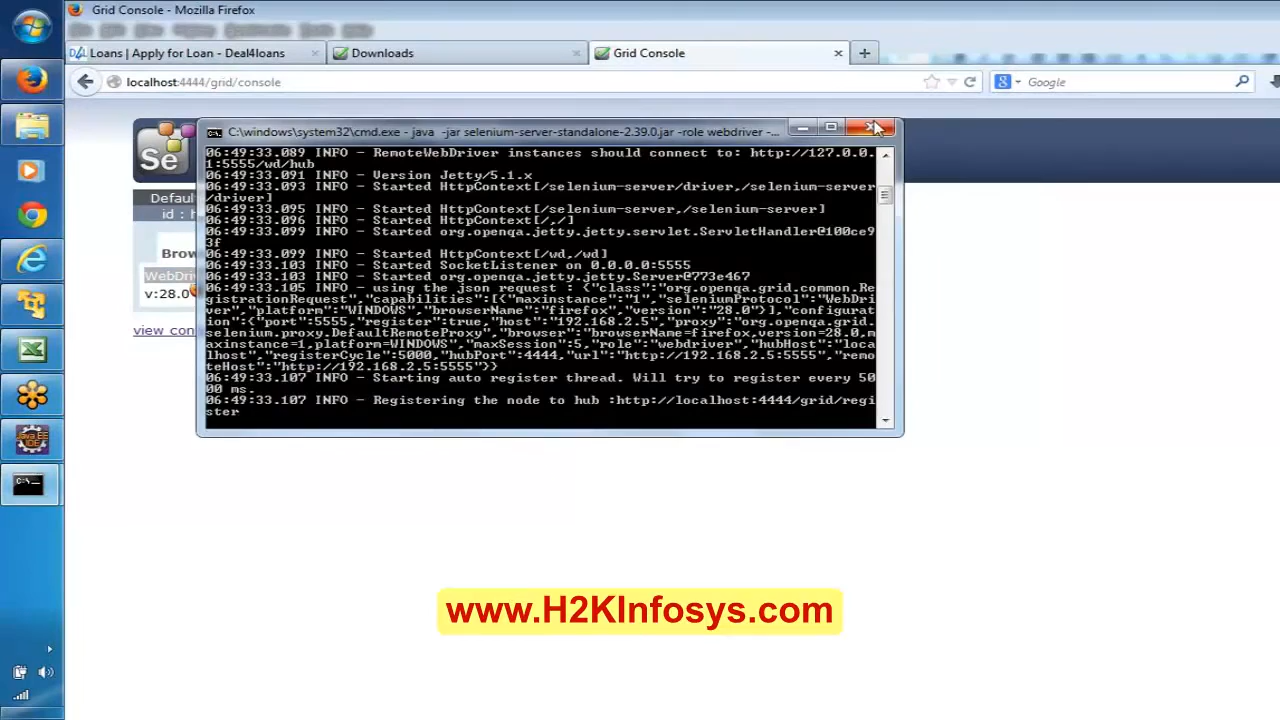 Grid Console - Mozilla Firefox
Loans | Apply for Loan - Deal4loans
Downloads
Grid Console
localhost:4444/grid/console
Google
Se
Defaul
id : h
Brow
WebDri
v:28.0
view con
C:\windows\system32\cmd.exe - java -jar selenium-server-standalone-2.39.0.jar -role webdriver -...
06:49:33.089 INFO - RemoteWebDriver instances should connect to: http://127.0.0.
1:5555/wd/hub
06:49:33.091 INFO - Version Jetty/5.1.x
06:49:33.093 INFO - Started HttpContext[/selenium-server/driver,/selenium-server
/driver]
06:49:33.095 INFO - Started HttpContext[/selenium-server,/selenium-server]
06:49:33.096 INFO - Started HttpContext[/,/]
06:49:33.099 INFO - Started org.openqa.jetty.jetty.servlet.ServletHandler@100ce9
3f
06:49:33.099 INFO - Started HttpContext[/wd,/wd]
06:49:33.103 INFO - Started SocketListener on 0.0.0.0:5555
06:49:33.103 INFO - Started org.openqa.jetty.jetty.Server@773e467
06:49:33.105 INFO - using the json request : {"class":"org.openqa.grid.common.Re
gistrationRequest","capabilities":[{"maxinstance":"1","seleniumProtocol":"WebDri
ver","platform":"WINDOWS","browserName":"firefox","version":"28.0"}],"configurat
ion":{"port":5555,"register":true,"host":"192.168.2.5","proxy":"org.openqa.grid.
selenium.proxy.DefaultRemoteProxy","browser":"browserName=firefox,version=28.0,m
axinstance=1,platform=WINDOWS","maxSession":5,"role":"webdriver","hubHost":"loca
lhost","registerCycle":5000,"hubPort":4444,"url":"http://192.168.2.5:5555","remo
teHost":"http://192.168.2.5:5555"}}
06:49:33.107 INFO - Starting auto register thread. Will try to register every 50
00 ms.
06:49:33.107 INFO - Registering the node to hub :http://localhost:4444/grid/regi
ster
Java EE
IDE
C:\
www.H2KInfosys.com